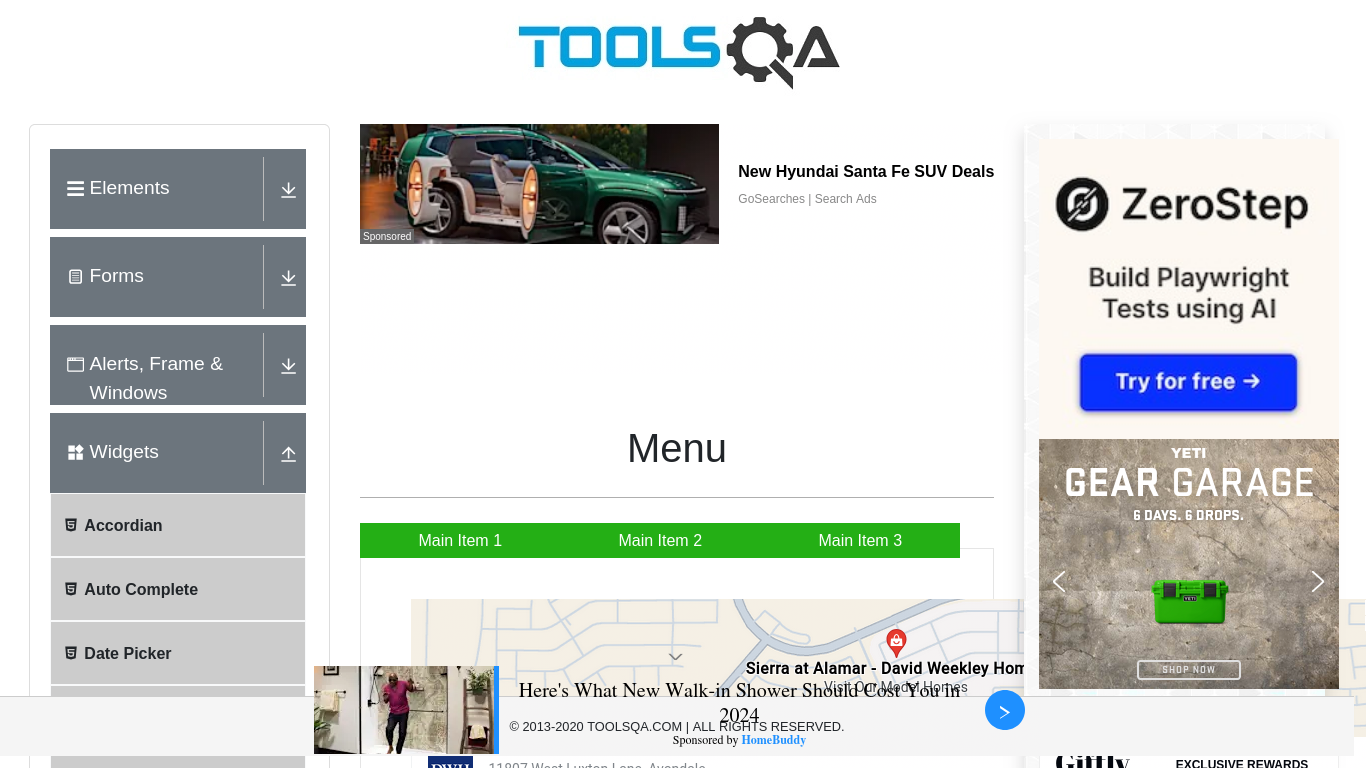 TOOLSQA
Elements
Forms
Alerts, Frame &
Windows
Widgets
Accordian
Auto Complete
Date Picker
Sponsored
New Hyundai Santa Fe SUV Deals
GoSearches | Search Ads
Menu
Main Item 1
Main Item 2
Main Item 3
Sierra at Alamar - David Weekley Hom
Visit Our Model Homes
Here's What New Walk-in Shower Should Cost You in
2024
© 2013-2020 TOOLSQA.COM | ALL RIGHTS RESERVED.
Sponsored by HomeBuddy
DWH
11807 West Luxton Lane, Avondale
ZeroStep
Build Playwright
Tests using AI
Try for free →
YETI
GEAR GARAGE
6 DAYS. 6 DROPS.
YETI
SHOP NOW
Giftly
EXCLUSIVE REWARDS